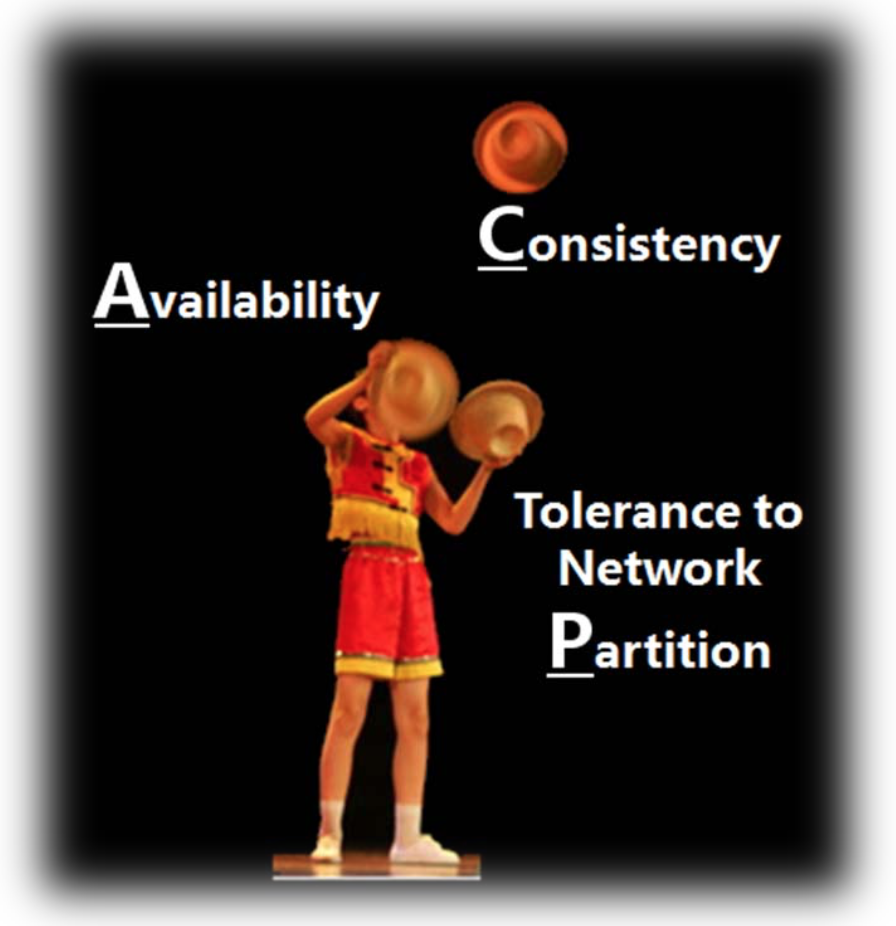 Consistency
Availability
Tolerance to
Network
Partition